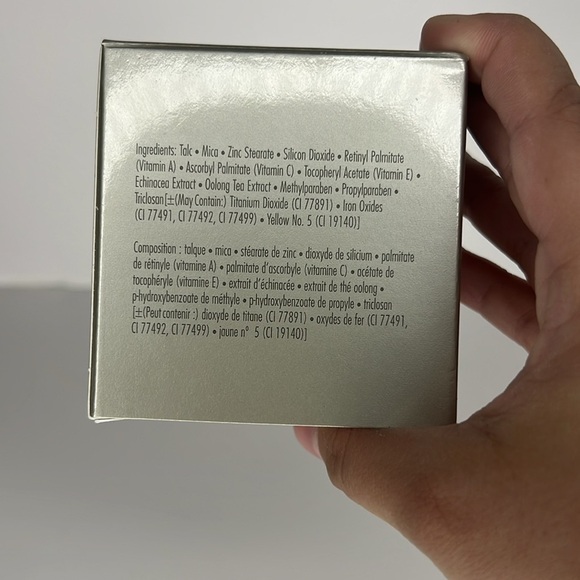 Ingredients: Talc • Mica • Zinc Stearate • Silicon Dioxide • Retinyl Palmitate
(Vitamin A) • Ascorbyl Palmitate (Vitamin C) • Tocopheryl Acetate (Vitamin E) •
Echinacea Extract • Oolong Tea Extract • Methylparaben • Propylparaben •
Triclosan[±(May Contain:) Titanium Dioxide (CI 77891) • Iron Oxides
(CI 77491, CI 77492, CI 77499) • Yellow No. 5 (CI 19140)]
Composition : talque • mica • stéarate de zinc • dioxyde de silicium • palmitate
de rétinyle (vitamine A) • palmitate d'ascorbyle (vitamine C) • acétate de
tocophéryle (vitamine E) • extrait d'échinacée • extrait de thé oolong •
p-hydroxybenzoate de méthyle • p-hydroxybenzoate de propyle • triclosan
[±(Peut contenir :) dioxyde de titane (CI 77891) • oxydes de fer (CI 77491,
CI 77492, CI 77499) • jaune n° 5 (CI 19140)]